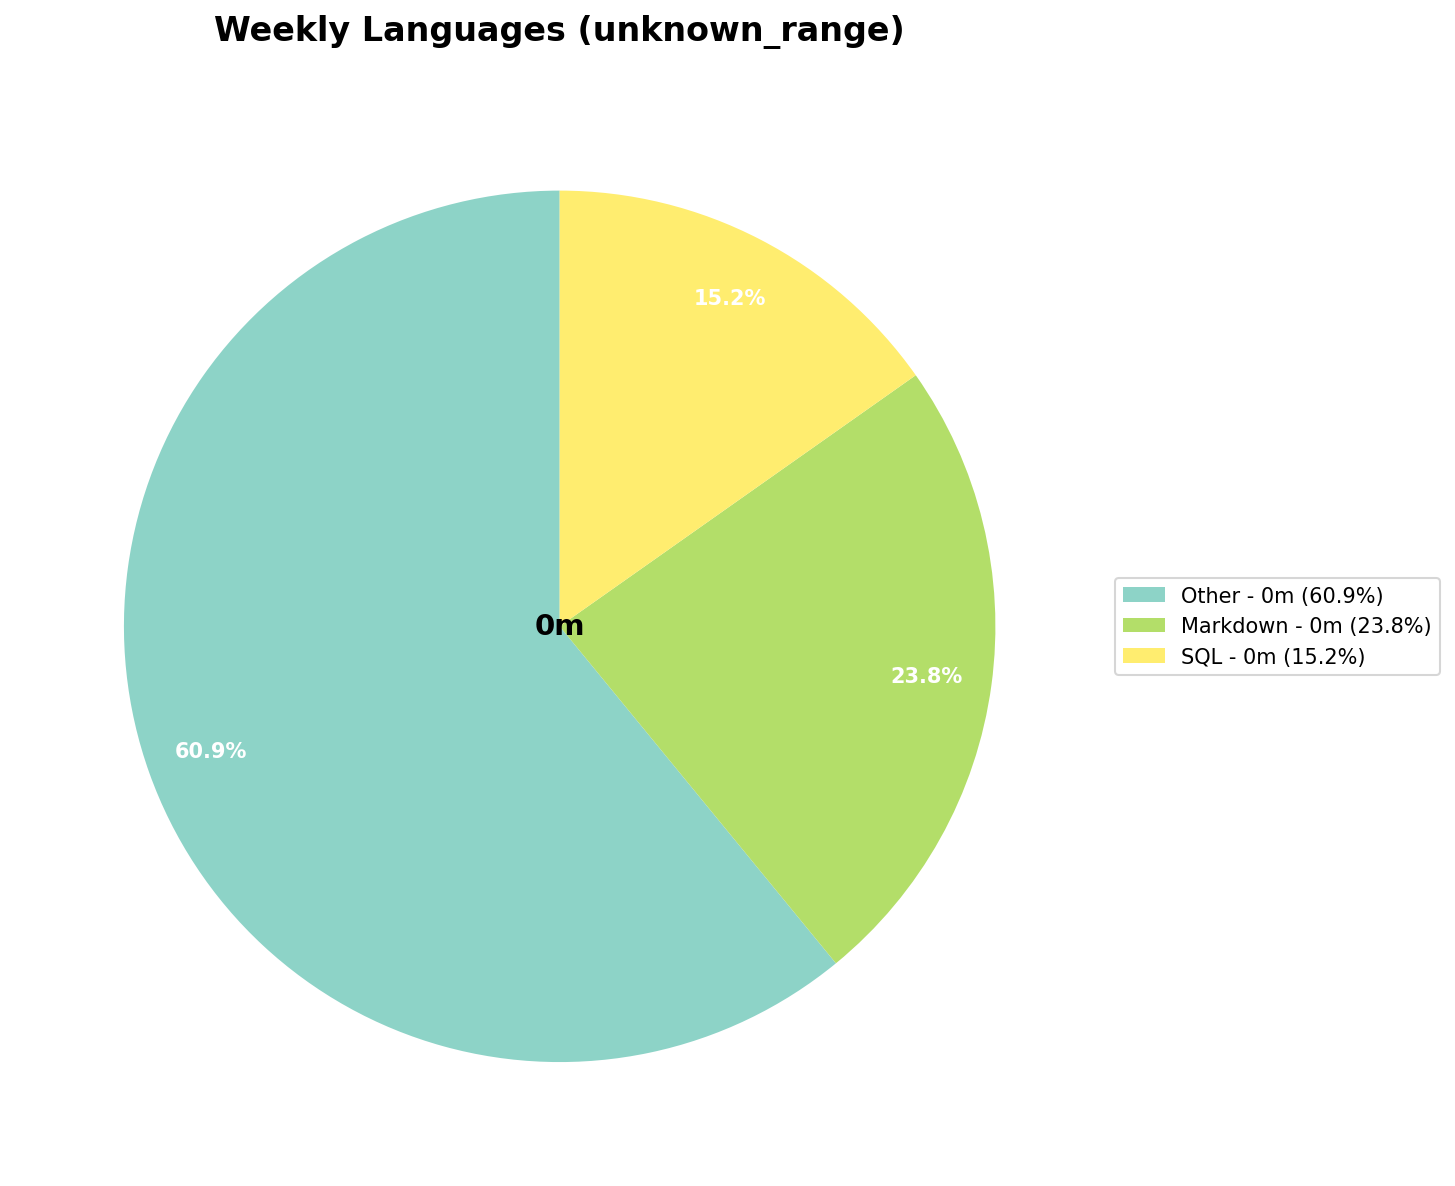 Weekly Languages (unknown_range)
15.2%
0m
23.8%
60.9%
Other - 0m (60.9%)
Markdown - 0m (23.8%)
SQL - 0m (15.2%)